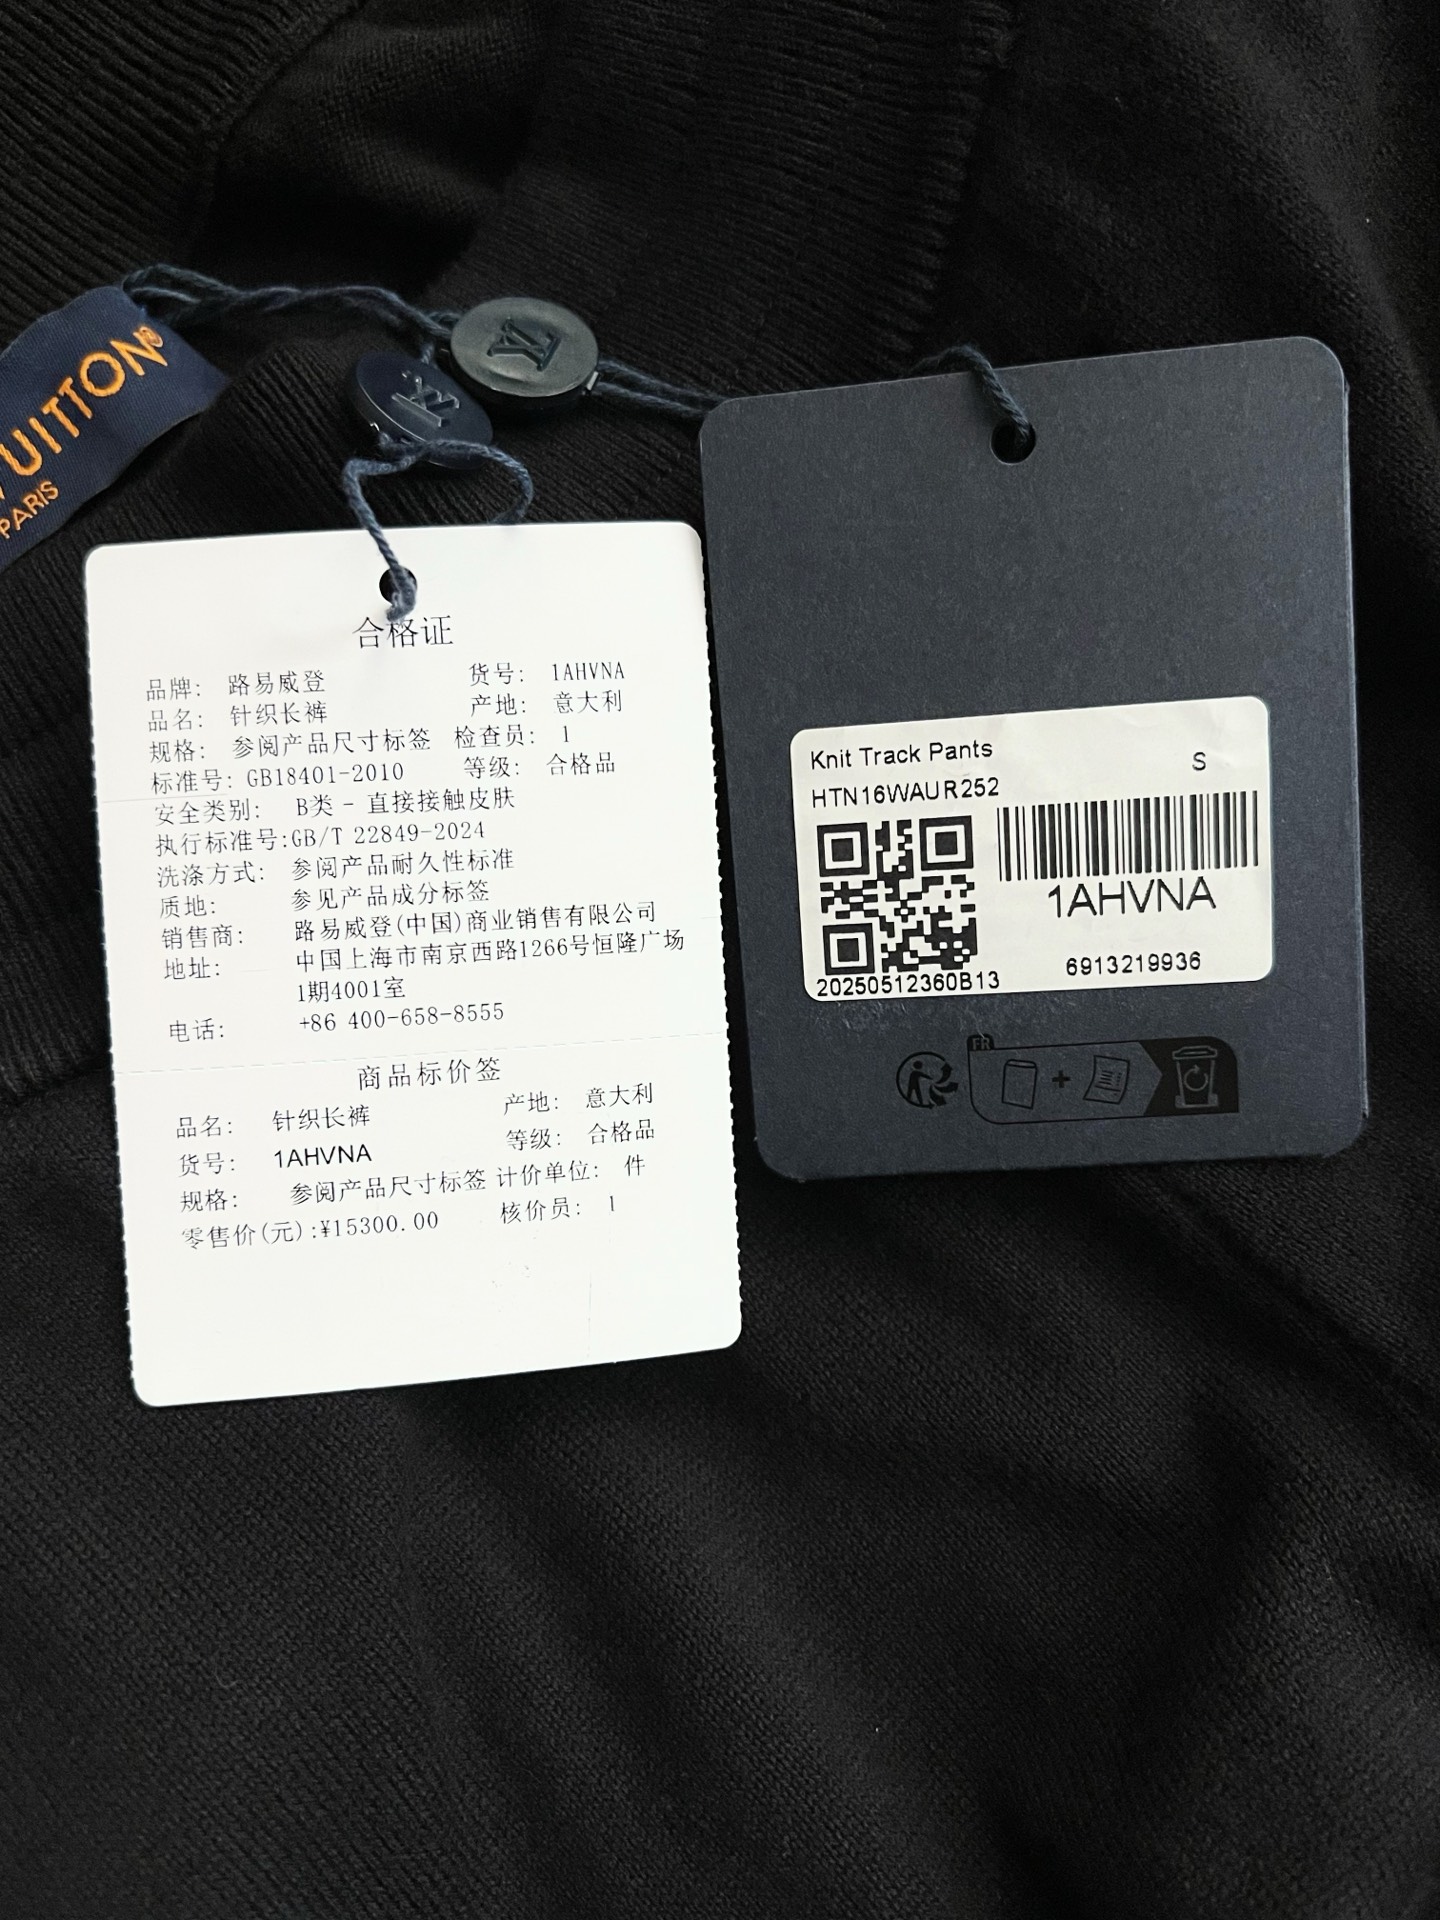 UITTON®
PARIS
LV
LV
合格证
品牌: 路易威登 货号: 1AHVNA
品名: 针织长裤 产地: 意大利
规格: 参阅产品尺寸标签 检查员: 1
标准号: GB18401-2010 等级: 合格品
安全类别: B类 - 直接接触皮肤
执行标准号:GB/T 22849-2024
洗涤方式: 参阅产品耐久性标准
质地: 参见产品成分标签
销售商: 路易威登(中国)商业销售有限公司
地址: 中国上海市南京西路1266号恒隆广场
1期4001室
电话: +86 400-658-8555
商品标价签
品名: 针织长裤 产地: 意大利
货号: 1AHVNA 等级: 合格品
规格: 参阅产品尺寸标签 计价单位: 件
零售价(元):¥15300.00 核价员: 1
Knit Track Pants S
HTN16WAUR252
1AHVNA
20250512360B13 6913219936
FR
+